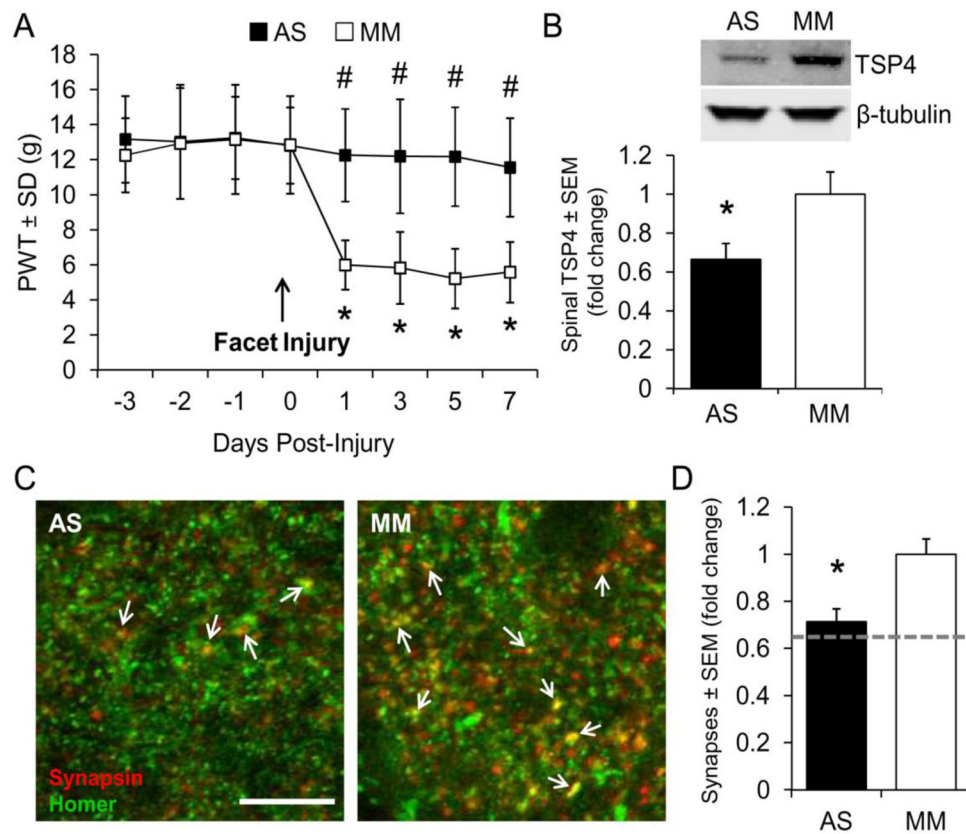 A
AS MM
PWT ± SD (g)
18
16
14
12
10
8
6
4
2
0
# # # #
* * * *
Facet Injury
-3 -2 -1 0 1 3 5 7
Days Post-Injury
B
AS MM
TSP4
β-tubulin
Spinal TSP4 ± SEM
(fold change)
1.2
1
0.8
0.6
0.4
0.2
0
*
AS MM
C
AS
MM
Synapsin
Homer
D
Synapses ± SEM (fold change)
1.2
1
0.8
0.6
0.4
0.2
0
*
AS MM